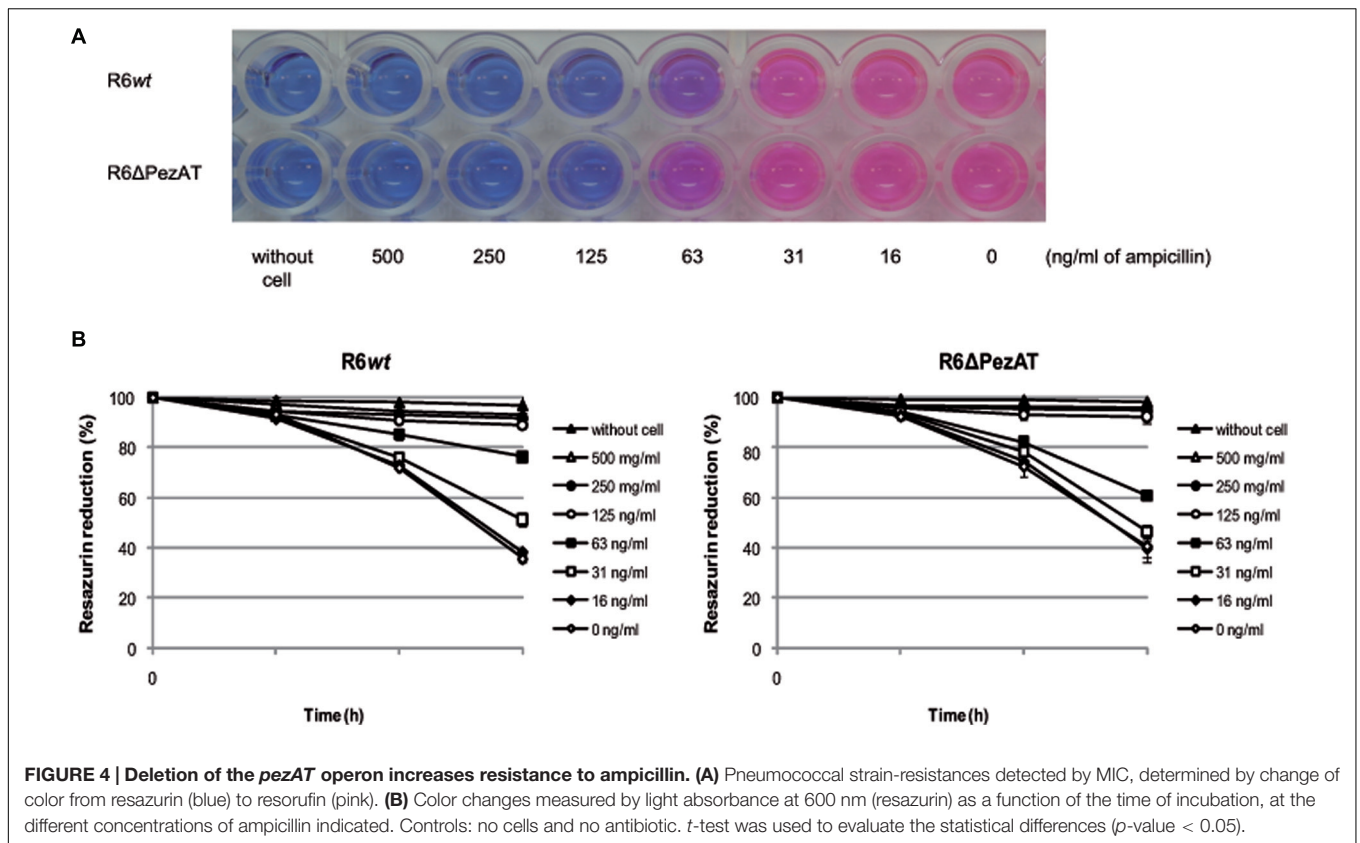 A
R6wt
R6ΔPezAT
without cell 500 250 125 63 31 16 0 (ng/ml of ampicillin)
B
R6wt
Resazurin reduction (%)
100
80
60
40
20
0
0
Time (h)
without cell
500 mg/ml
250 mg/ml
125 ng/ml
63 ng/ml
31 ng/ml
16 ng/ml
0 ng/ml
R6ΔPezAT
Resazurin reduction (%)
100
80
60
40
20
0
0
Time (h)
without cell
500 mg/ml
250 mg/ml
125 ng/ml
63 ng/ml
31 ng/ml
16 ng/ml
0 ng/ml
FIGURE 4 | Deletion of the pezAT operon increases resistance to ampicillin. (A) Pneumococcal strain-resistances detected by MIC, determined by change of
color from resazurin (blue) to resorufin (pink). (B) Color changes measured by light absorbance at 600 nm (resazurin) as a function of the time of incubation, at the
different concentrations of ampicillin indicated. Controls: no cells and no antibiotic. t-test was used to evaluate the statistical differences (p-value < 0.05).